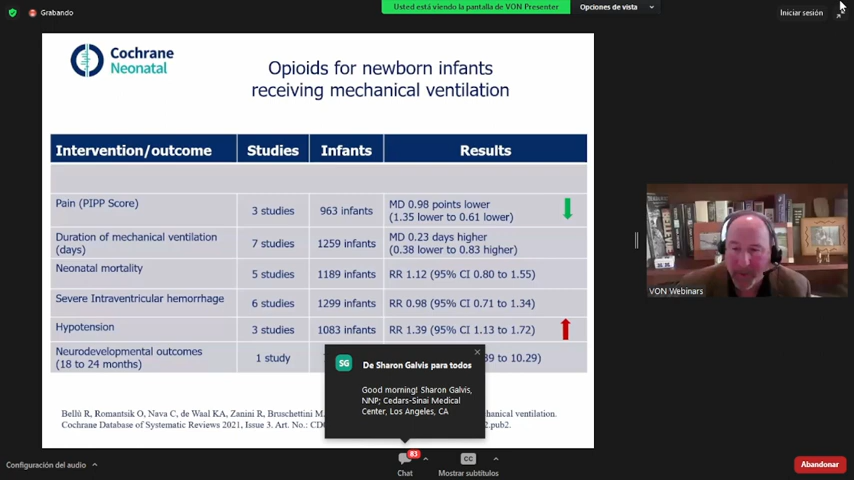 Grabando
Usted está viendo la pantalla de VON Presenter
Opciones de vista
Iniciar sesión
Cochrane
Neonatal
Opioids for newborn infants
receiving mechanical ventilation
Intervention/outcome Studies Infants Results
Pain (PIPP Score) 3 studies 963 infants MD 0.98 points lower
(1.35 lower to 0.61 lower)
Duration of mechanical ventilation
(days) 7 studies 1259 infants MD 0.23 days higher
(0.38 lower to 0.83 higher)
Neonatal mortality 5 studies 1189 infants RR 1.12 (95% CI 0.80 to 1.55)
Severe Intraventricular hemorrhage 6 studies 1299 infants RR 0.98 (95% CI 0.71 to 1.34)
Hypotension 3 studies 1083 infants RR 1.39 (95% CI 1.13 to 1.72)
Neurodevelopmental outcomes
(18 to 24 months) 1 study to 10.29)
SG De Sharon Galvis para todos
Good morning! Sharon Galvis,
NNP; Cedars-Sinai Medical
Center, Los Angeles, CA
Bellù R, Romantsik O, Nava C, de Waal KA, Zanini R, Bruschettini M. mechanical ventilation.
Cochrane Database of Systematic Reviews 2021, Issue 3. Art. No.: 2.pub2.
VON Webinars
Configuración del audio
83
Chat
CC
Mostrar subtítulos
Abandonar